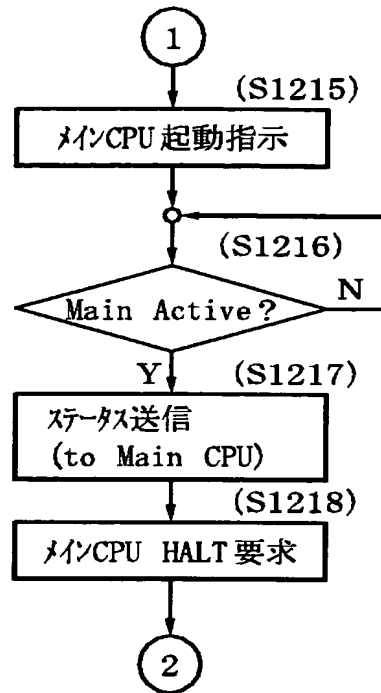 1
(S1215)
メインCPU起動指示
(S1216)
Main Active?
N
Y
(S1217)
ステータス送信
(to Main CPU)
(S1218)
メインCPU HALT要求
2